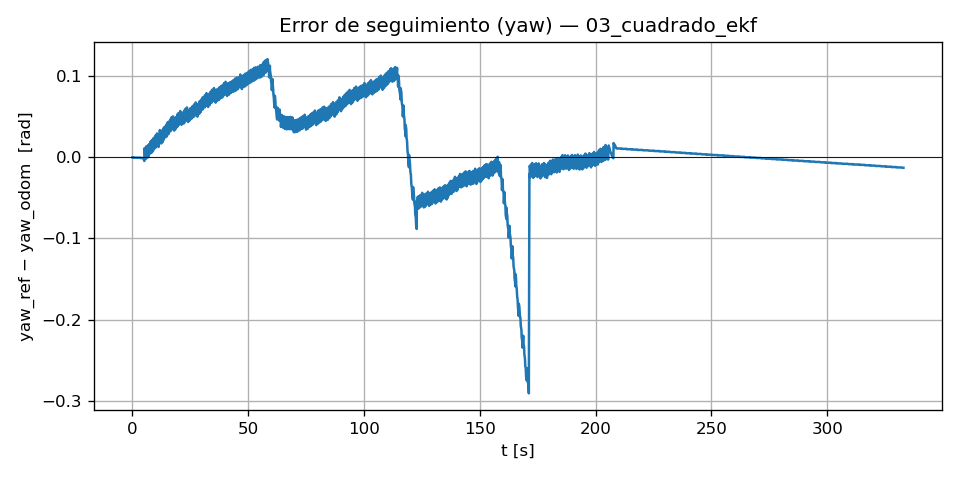 Error de seguimiento (yaw) — 03_cuadrado_ekf
yaw_ref − yaw_odom [rad]
0.1
0.0
−0.1
−0.2
−0.3
0 50 100 150 200 250 300
t [s]